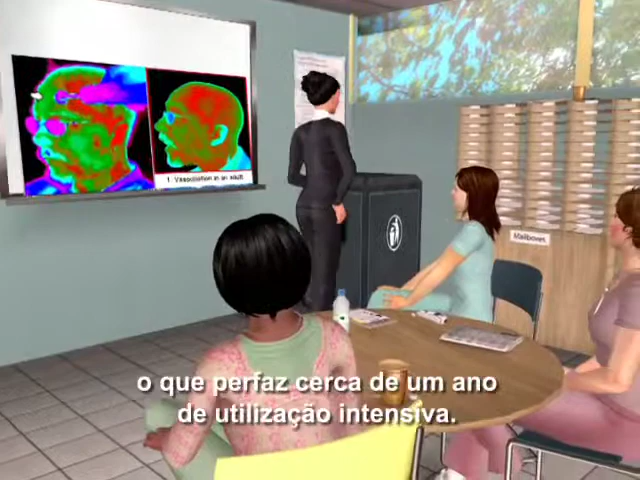 1. Vasodilation in an adult
Mailboxes
o que perfaz cerca de um ano
de utilização intensiva.